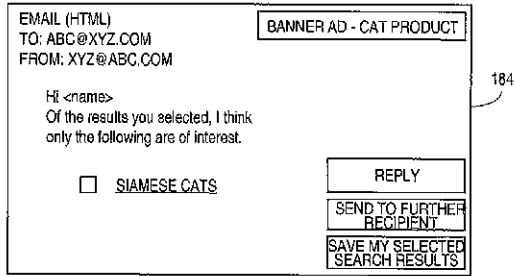 EMAIL (HTML)
TO: ABC@XYZ.COM
FROM: XYZ@ABC.COM
BANNER AD - CAT PRODUCT
184
Hi <name>
Of the results you selected, I think
only the following are of interest.
SIAMESE CATS
REPLY
SEND TO FURTHER
RECIPIENT
SAVE MY SELECTED
SEARCH RESULTS